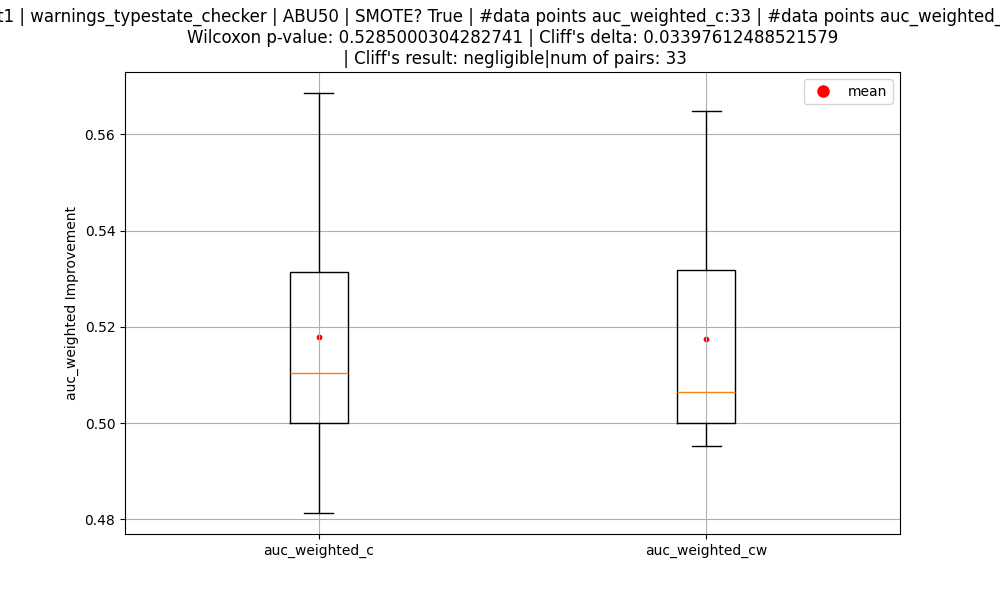 t1 | warnings_typestate_checker | ABU50 | SMOTE? True | #data points auc_weighted_c:33 | #data points auc_weighted_
Wilcoxon p-value: 0.5285000304282741 | Cliff's delta: 0.03397612488521579
| Cliff's result: negligible|num of pairs: 33
mean
0.56
0.54
0.52
0.50
0.48
auc_weighted Improvement
auc_weighted_c
auc_weighted_cw